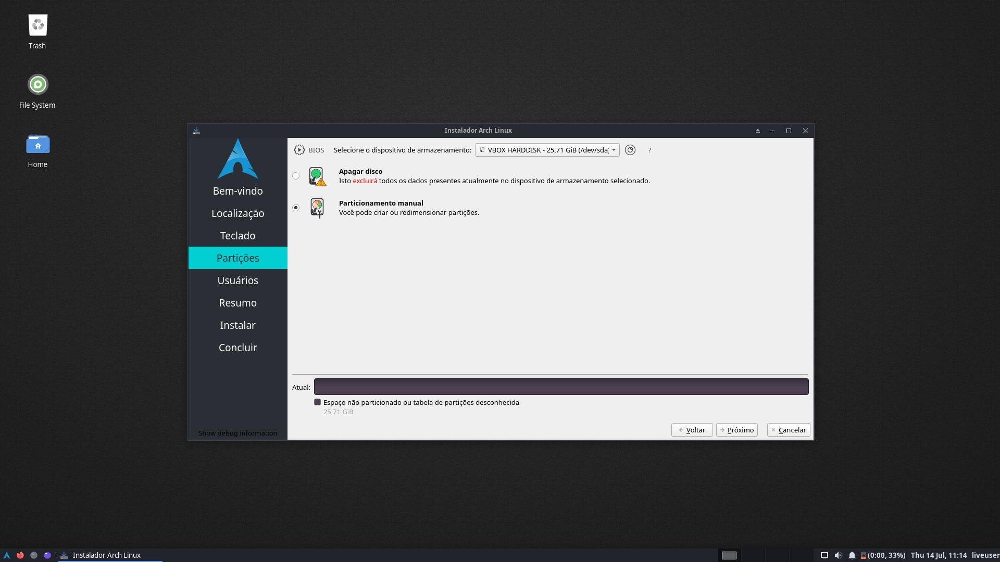 Trash
File System
Home
Instalador Arch Linux
Bem-vindo
Localização
Teclado
Partições
Usuários
Resumo
Instalar
Concluir
Show debug information
BIOS
Selecione o dispositivo de armazenamento:
VBOX HARDDISK - 25,71 GiB (/dev/sda)
?
Apagar disco
Isto excluirá todos os dados presentes atualmente no dispositivo de armazenamento selecionado.
Particionamento manual
Você pode criar ou redimensionar partições.
Atual:
Espaço não particionado ou tabela de partições desconhecida
25,71 GiB
Voltar
Próximo
Cancelar
Instalador Arch Linux
(0:00, 33%)
Thu 14 Jul, 11:14
liveuser